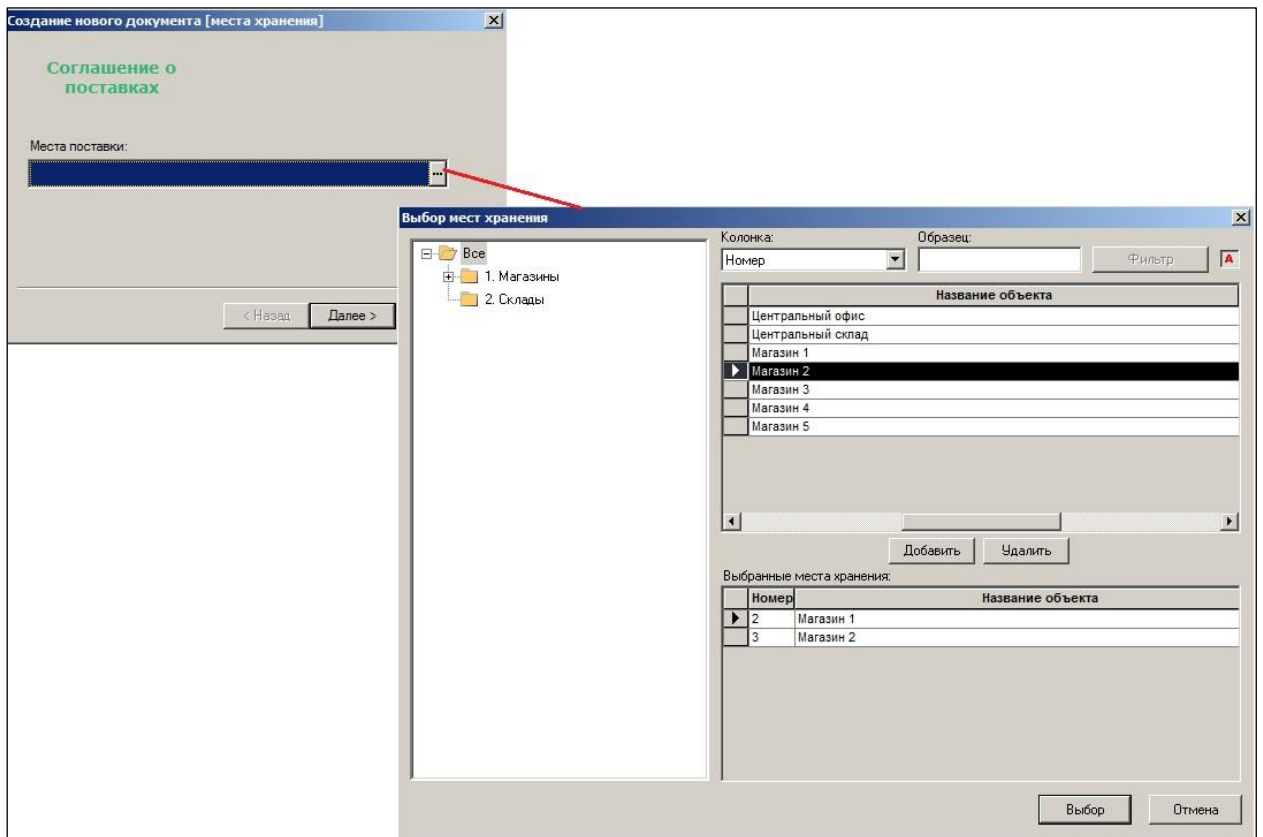 Создание нового документа [места хранения]
Соглашение о
поставках
Места поставки:
...
< Назад Далее >
Выбор мест хранения
Все
1. Магазины
2. Склады
Колонка: Образец:
Номер Фильтр A
Название объекта
Центральный офис
Центральный склад
Магазин 1
Магазин 2
Магазин 3
Магазин 4
Магазин 5
Добавить Удалить
Выбранные места хранения:
Номер Название объекта
2 Магазин 1
3 Магазин 2
Выбор Отмена